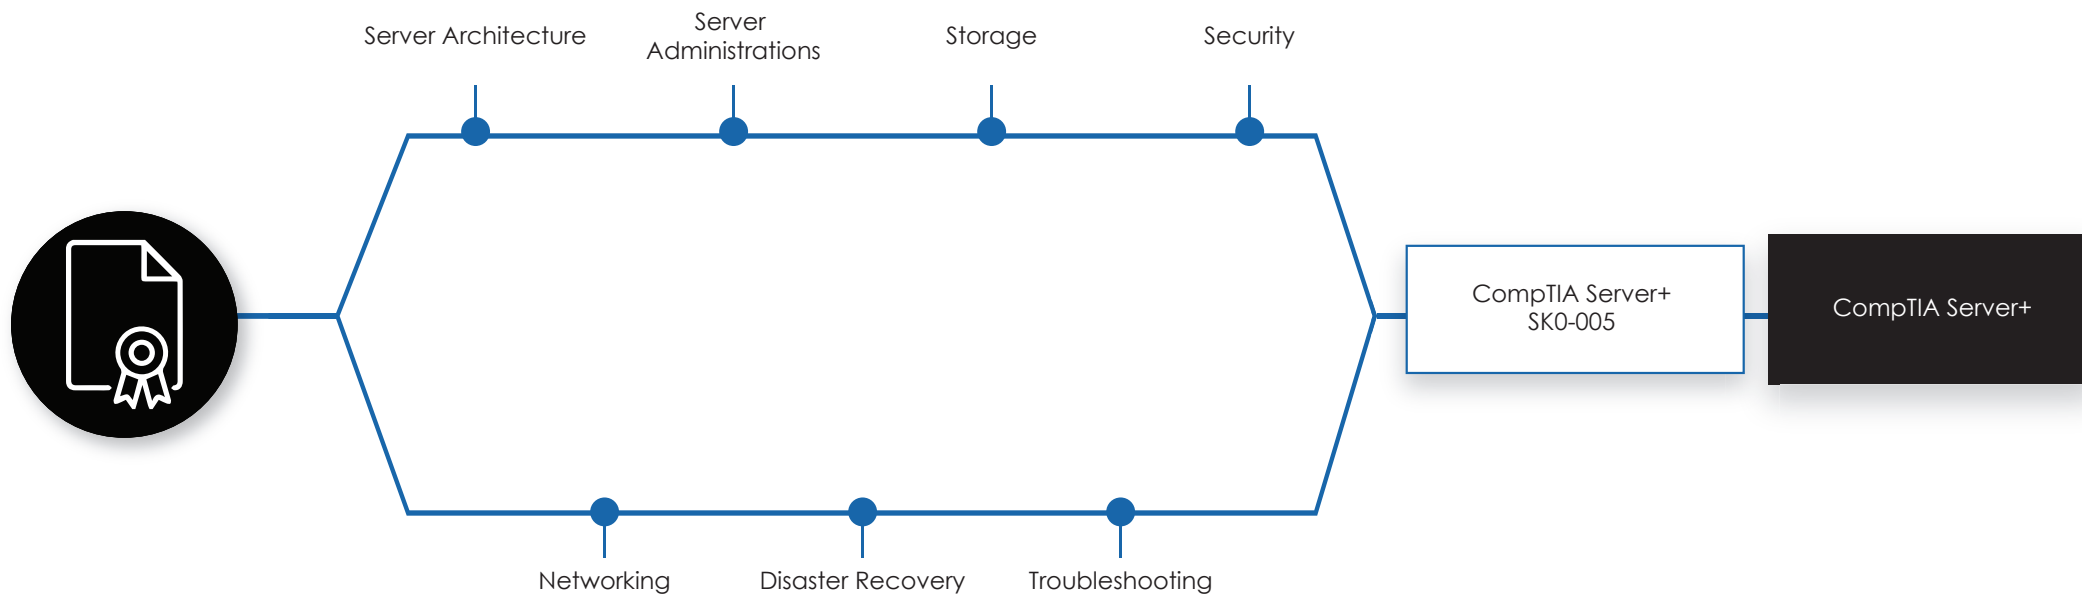 Server Architecture
Server
Administrations
Storage
Security
CompTIA Server+
SK0-005
CompTIA Server+
Networking
Disaster Recovery
Troubleshooting